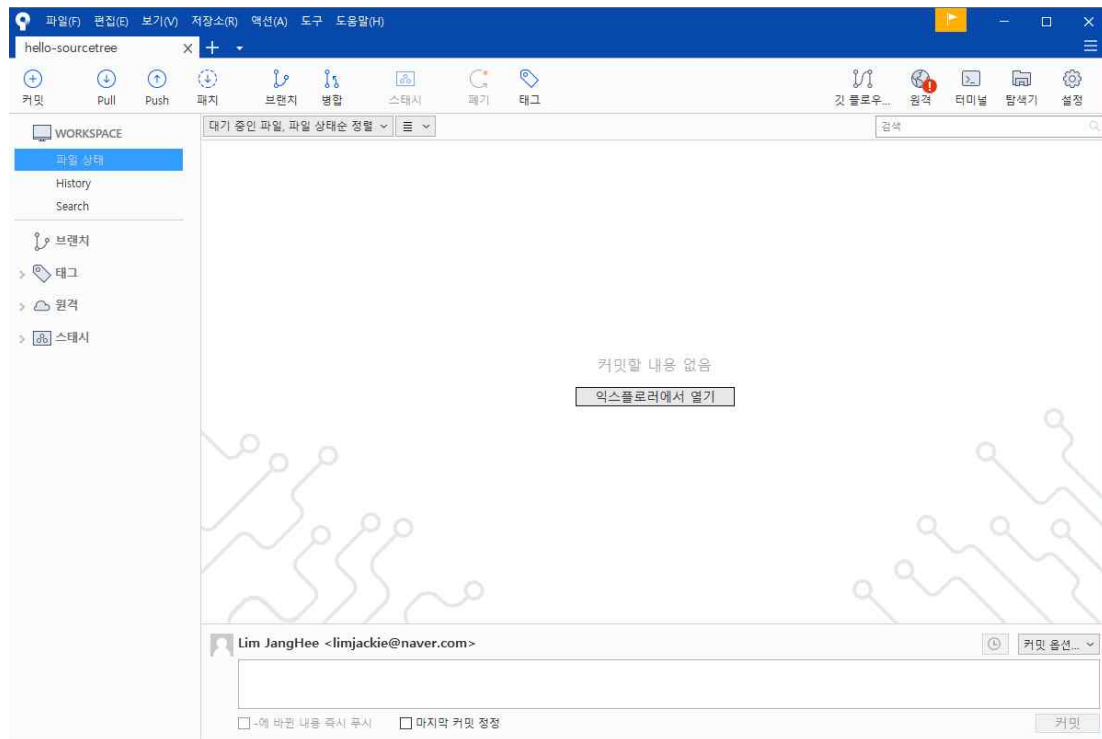 파일(F) 편집(E) 보기(V) 저장소(R) 액션(A) 도구 도움말(H)
hello-sourcetree
커밋 Pull Push 패치 브랜치 병합 스태시 폐기 태그 깃 플로우... 원격 터미널 탐색기 설정
WORKSPACE
파일 상태
History
Search
브랜치
태그
원격
스태시
대기 중인 파일, 파일 상태순 정렬
검색
커밋할 내용 없음
익스플로러에서 열기
Lim JangHee <limjackie@naver.com>
커밋 옵션...
-에 바뀐 내용 즉시 푸시 마지막 커밋 정정
커밋